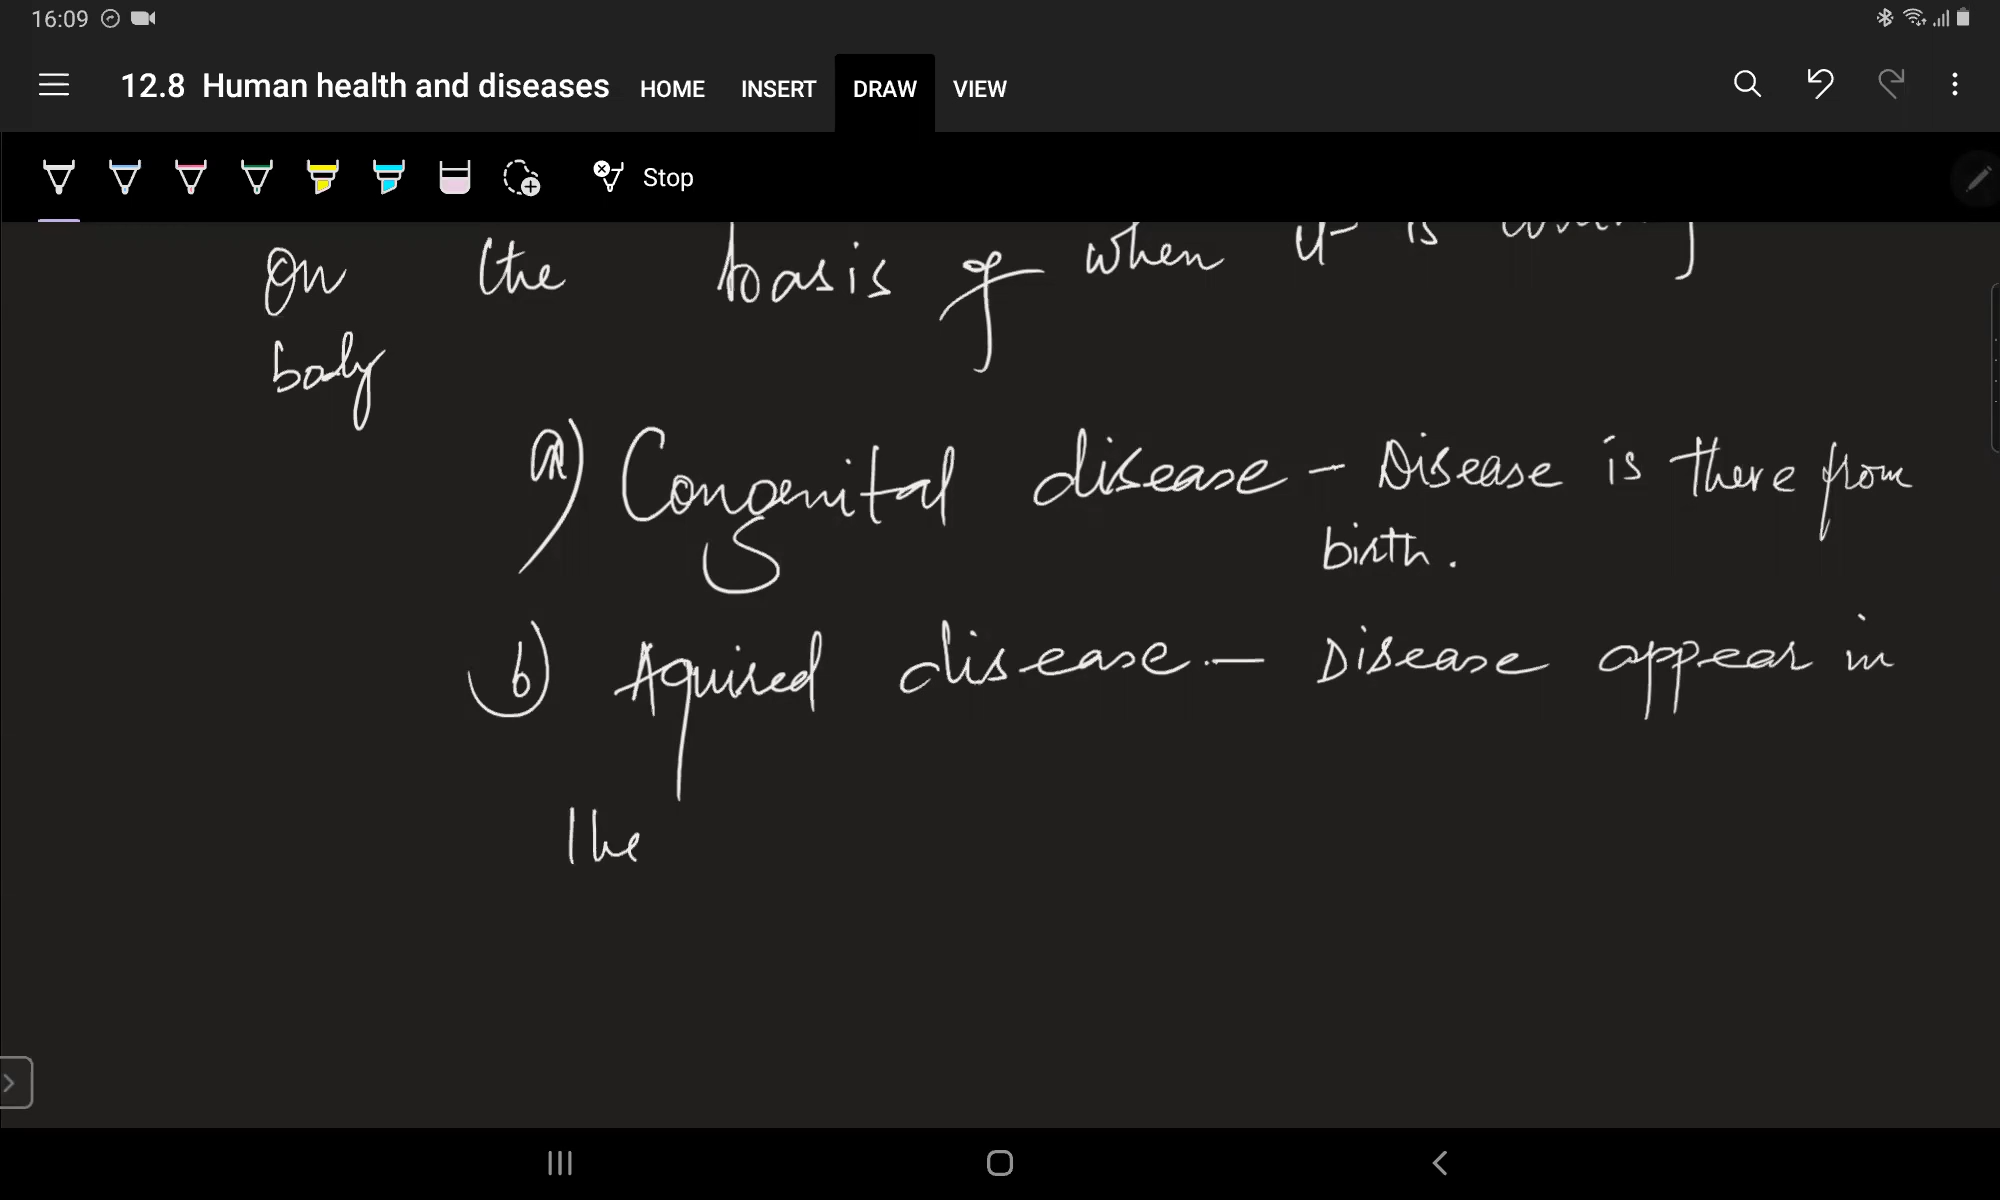 16:09
12.8 Human health and diseases HOME INSERT DRAW VIEW
Stop
On the basis of when it is
body
a) Congenital disease - Disease is there from
birth.
b) Aquired disease - Disease appear in
the